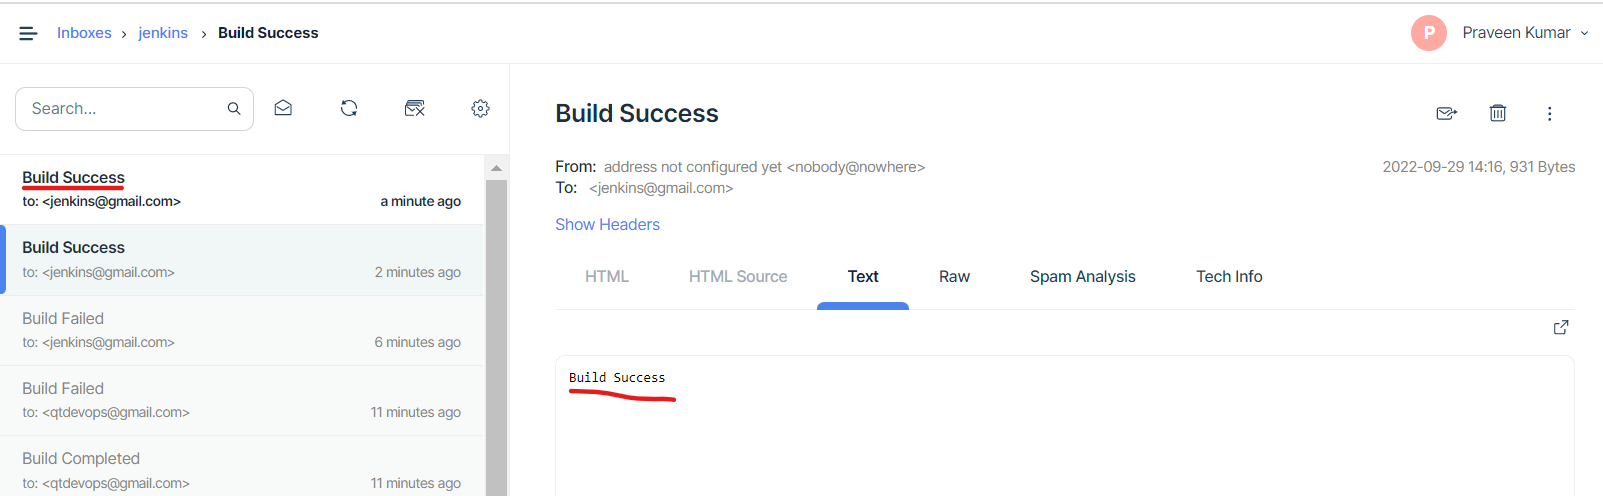 Inboxes > jenkins > Build Success
P Praveen Kumar
Search...
Build Success
to: <jenkins@gmail.com> a minute ago
Build Success
to: <jenkins@gmail.com> 2 minutes ago
Build Failed
to: <jenkins@gmail.com> 6 minutes ago
Build Failed
to: <qtdevops@gmail.com> 11 minutes ago
Build Completed
to: <qtdevops@gmail.com> 11 minutes ago
Build Success
From: address not configured yet <nobody@nowhere> 2022-09-29 14:16, 931 Bytes
To: <jenkins@gmail.com>
Show Headers
HTML HTML Source Text Raw Spam Analysis Tech Info
Build Success